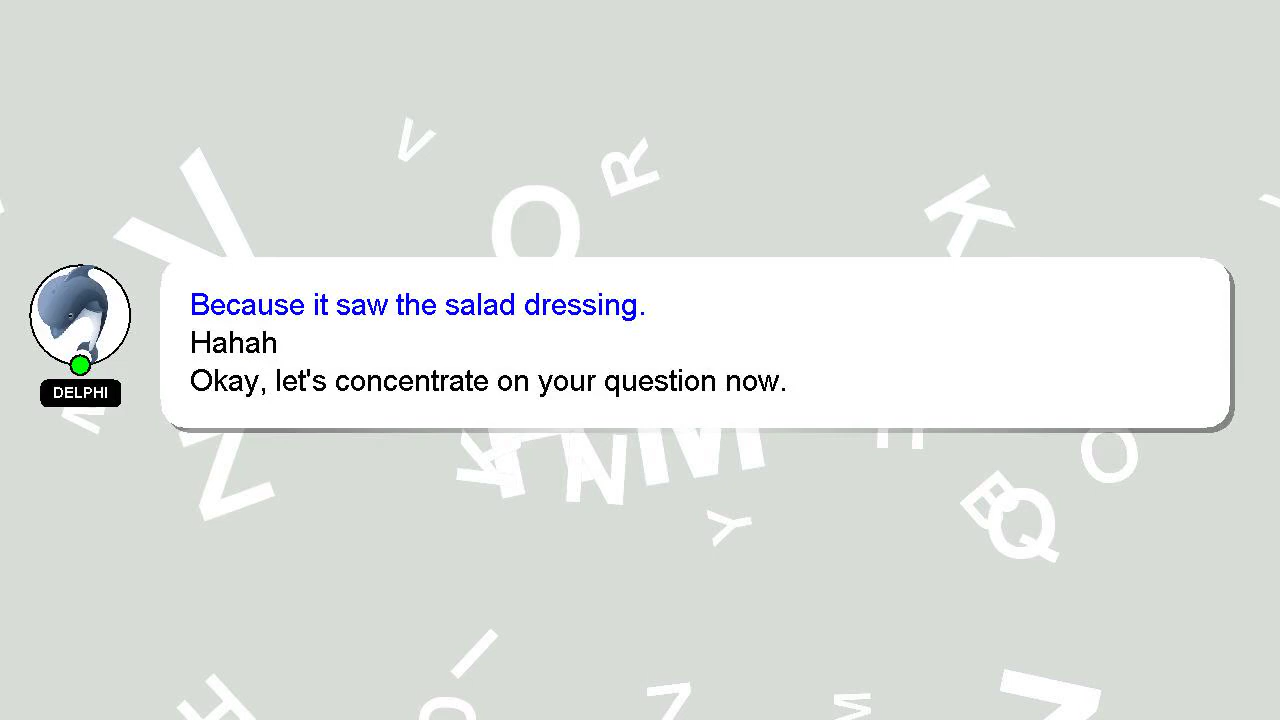 Because it saw the salad dressing.
Hahah
Okay, let's concentrate on your question now.
DELPHI